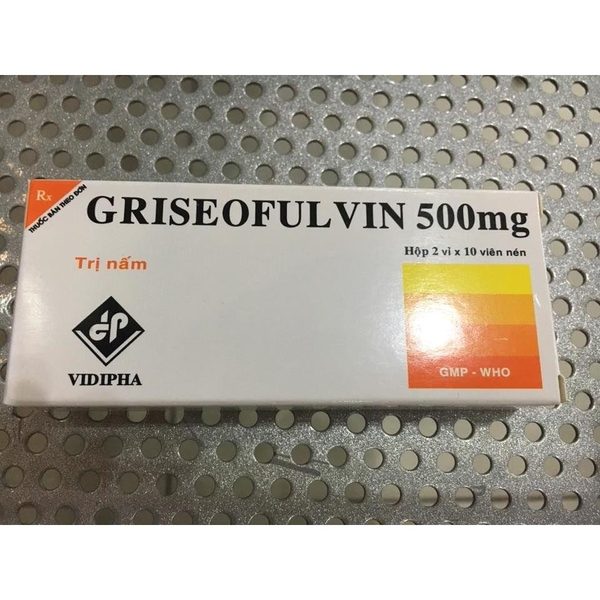 Rx
THUỐC BÁN THEO ĐƠN
GRISEOFULVIN 500mg
Hộp 2 vỉ x 10 viên nén
Trị nấm
VIDIPHA
GMP - WHO